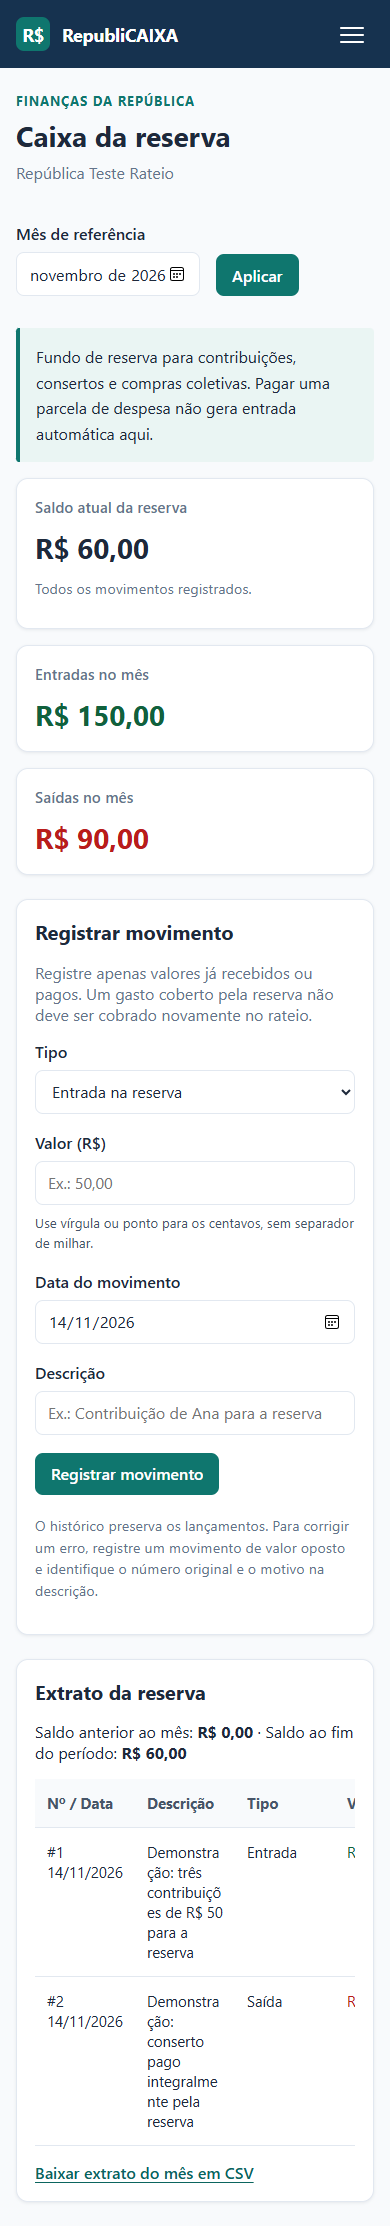 R$ RepubliCAIXA
FINANÇAS DA REPÚBLICA
Caixa da reserva
República Teste Rateio
Mês de referência
novembro de 2026
Aplicar
Fundo de reserva para contribuições,
consertos e compras coletivas. Pagar uma
parcela de despesa não gera entrada
automática aqui.
Saldo atual da reserva
R$ 60,00
Todos os movimentos registrados.
Entradas no mês
R$ 150,00
Saídas no mês
R$ 90,00
Registrar movimento
Registre apenas valores já recebidos ou
pagos. Um gasto coberto pela reserva não
deve ser cobrado novamente no rateio.
Tipo
Entrada na reserva
Valor (R$)
Ex.: 50,00
Use vírgula ou ponto para os centavos, sem separador
de milhar.
Data do movimento
14/11/2026
Descrição
Ex.: Contribuição de Ana para a reserva
Registrar movimento
O histórico preserva os lançamentos. Para corrigir
um erro, registre um movimento de valor oposto
e identifique o número original e o motivo na
descrição.
Extrato da reserva
Saldo anterior ao mês: R$ 0,00 · Saldo ao fim
do período: R$ 60,00
Nº / Data Descrição Tipo V
#1 Demonstra Entrada R
14/11/2026 ção: três
contribuiçõ
es de R$ 50
para a
reserva
#2 Demonstra Saída R
14/11/2026 ção:
conserto
pago
integralme
nte pela
reserva
Baixar extrato do mês em CSV